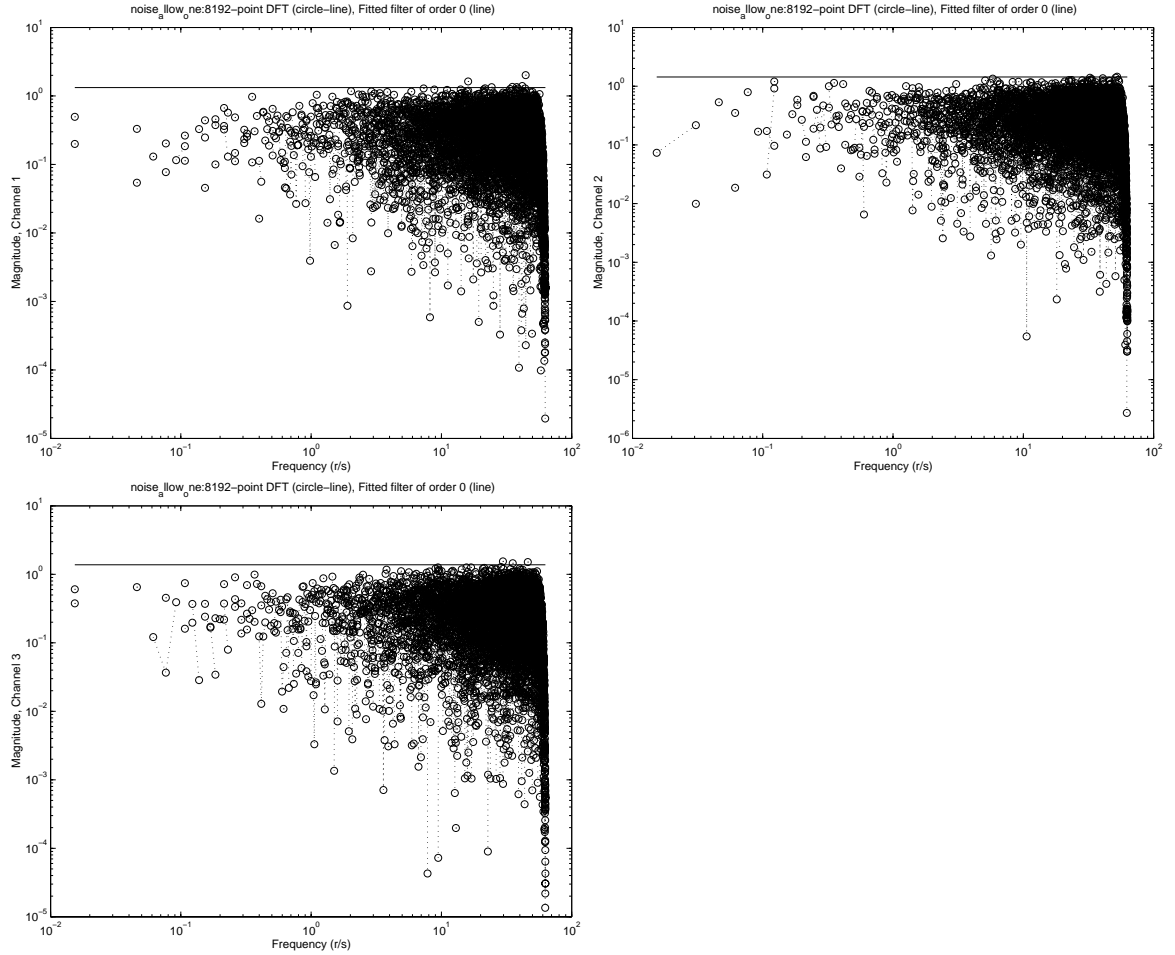 noise_allow_one:8192−point DFT (circle−line), Fitted filter of order 0 (line)
10^1
10^0
10^−1
10^−2
10^−3
10^−4
10^−5
Magnitude, Channel 1
10^−2 10^−1 10^0 10^1 10^2
Frequency (r/s)
noise_allow_one:8192−point DFT (circle−line), Fitted filter of order 0 (line)
10^1
10^0
10^−1
10^−2
10^−3
10^−4
10^−5
10^−6
Magnitude, Channel 2
10^−2 10^−1 10^0 10^1 10^2
Frequency (r/s)
noise_allow_one:8192−point DFT (circle−line), Fitted filter of order 0 (line)
10^1
10^0
10^−1
10^−2
10^−3
10^−4
10^−5
Magnitude, Channel 3
10^−2 10^−1 10^0 10^1 10^2
Frequency (r/s)